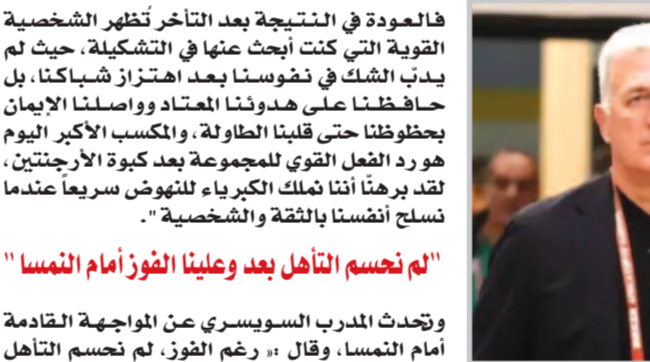 فالعودة في النتيجة بعد التأخر تُظهر الشخصية
القوية التي كنت أبحث عنها في التشكيلة، حيث لم
يدبّ الشك في نفوسنا بعد اهتزاز شباكنا، بل
حافظنا على هدوئنا المعتاد وواصلنا الإيمان
بحظوظنا حتى قلبنا الطاولة، والمكسب الأكبر اليوم
هو رد الفعل القوي للمجموعة بعد كبوة الأرجنتين،
لقد برهنّا أننا نملك الكبرياء للنهوض سريعاً عندما
نسلح أنفسنا بالثقة والشخصية ".
"لم نحسم التأهل بعد وعلينا الفوز أمام النمسا "
وتحدث المدرب السويسري عن المواجهة القادمة
أمام النمسا، وقال :« رغم الفوز، لم نحسم التأهل